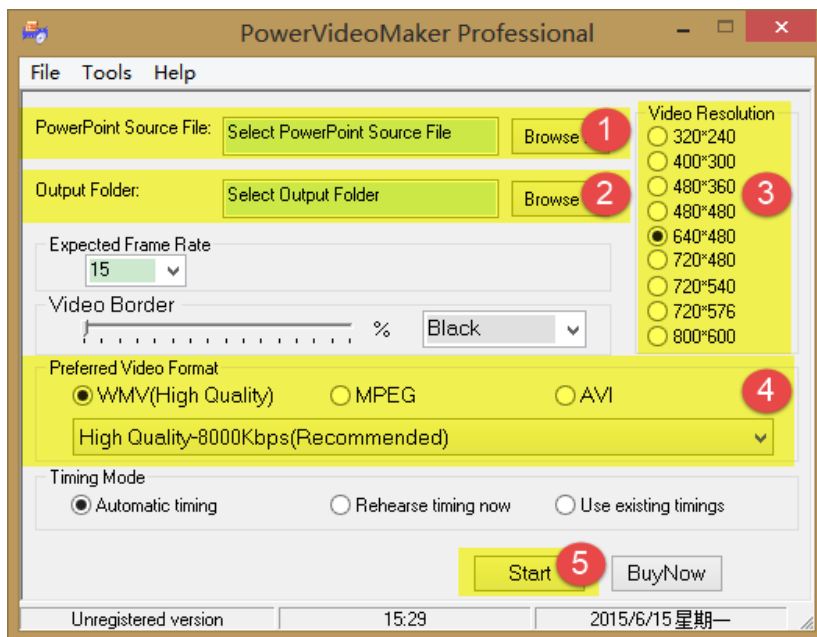 PowerVideoMaker Professional
File Tools Help
PowerPoint Source File: Select PowerPoint Source File Browse 1
Output Folder: Select Output Folder Browse 2
Video Resolution
320*240
400*300
480*360
480*480
640*480
720*480
720*540
720*576
800*600
3
Expected Frame Rate
15
Video Border
% Black
Preferred Video Format
WMV(High Quality) MPEG AVI 4
High Quality-8000Kbps(Recommended)
Timing Mode
Automatic timing Rehearse timing now Use existing timings
Start 5 BuyNow
Unregistered version 15:29 2015/6/15星期一